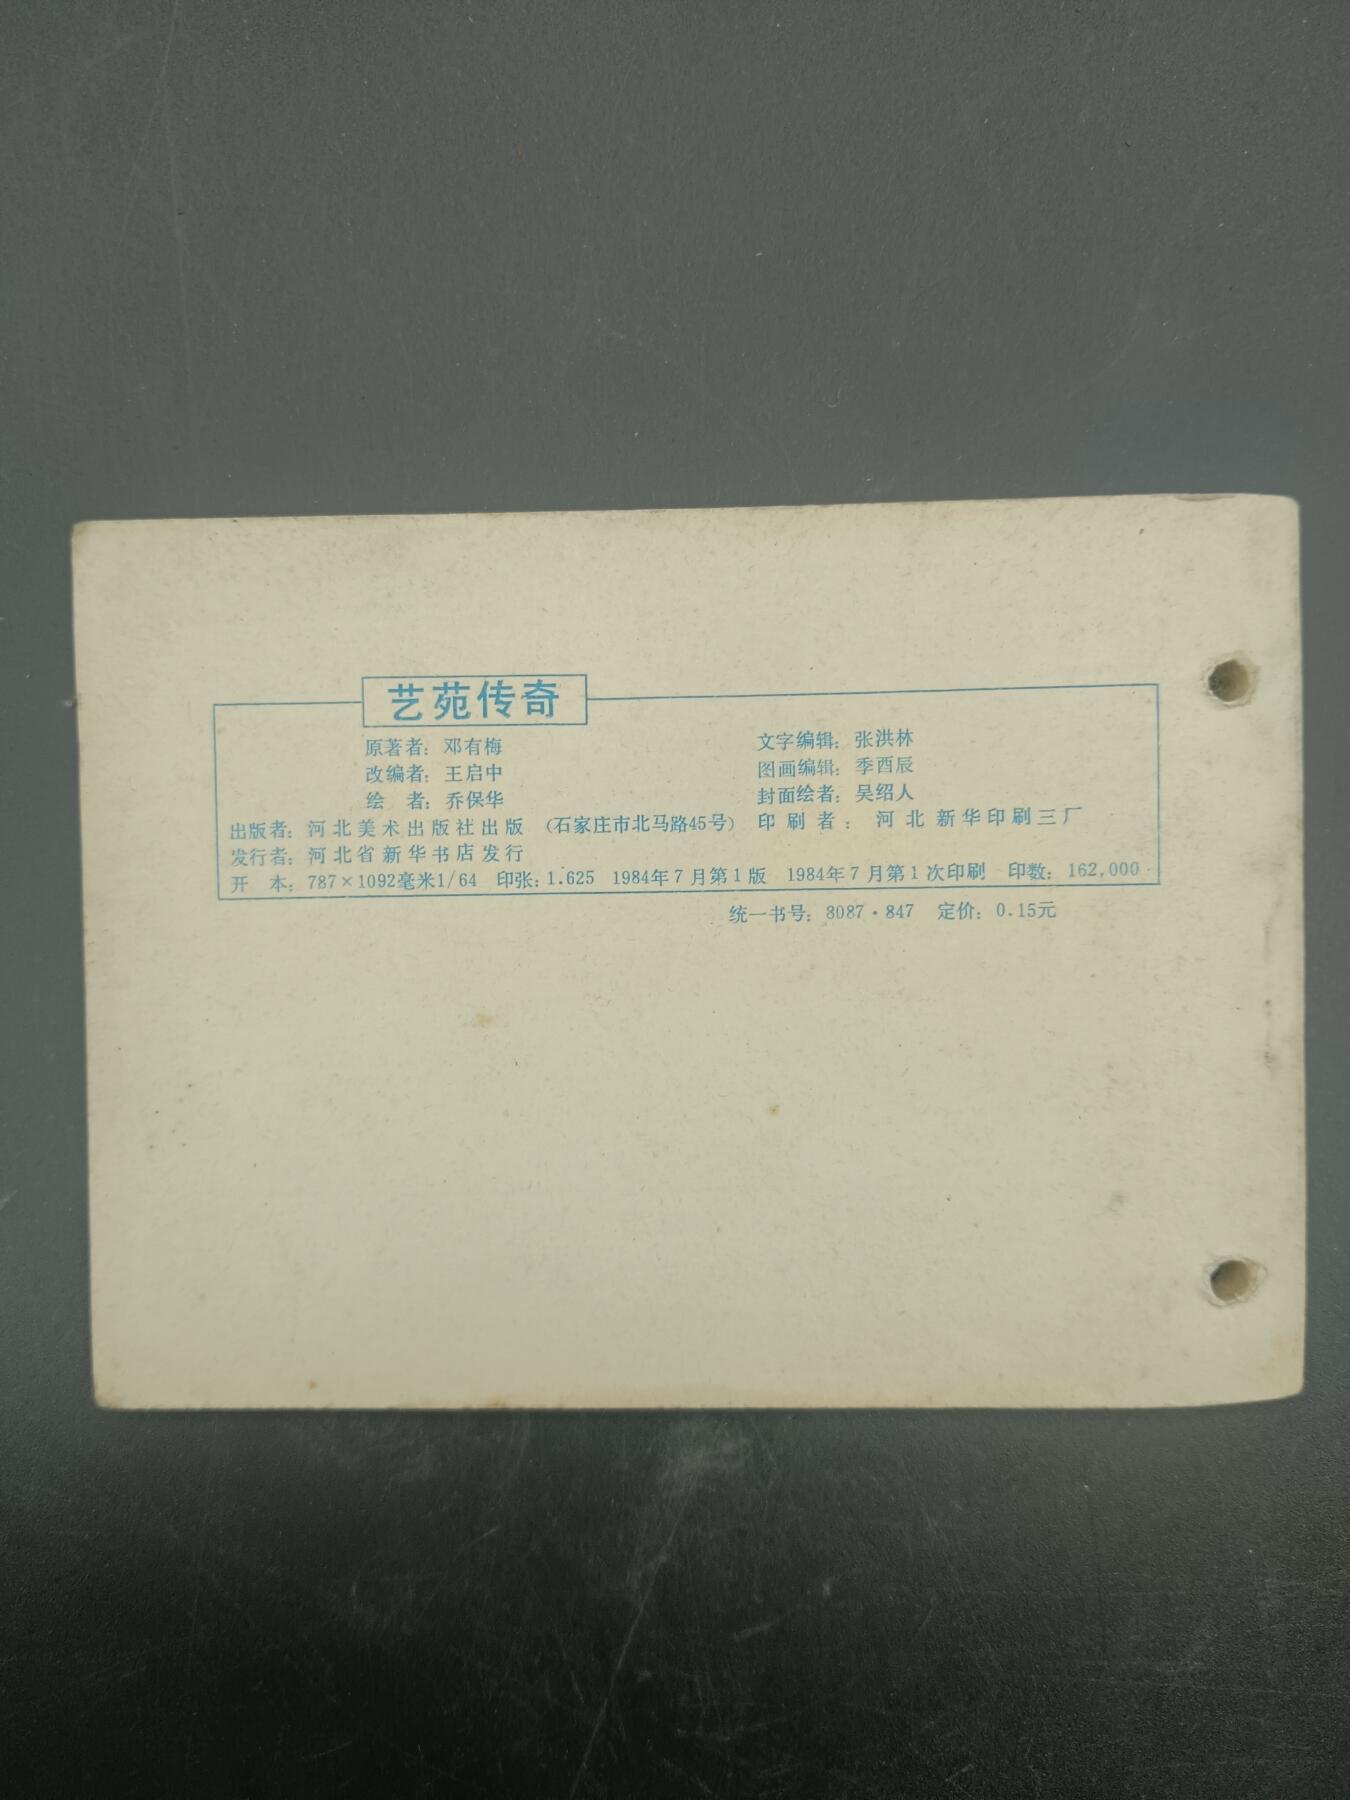 艺苑传奇
原著者：邓有梅 文字编辑：张洪林
改编者：王启中 图画编辑：季酉辰
绘　者：乔保华 封面绘者：吴绍人
出版者：河北美术出版社出版 （石家庄市北马路45号） 印刷者：河北新华印刷三厂
发行者：河北省新华书店发行
开　本：787×1092毫米1/64 印张：1.625 1984年7月第1版 1984年7月第1次印刷 印数：162,000
统一书号：8087·847 定价：0.15元